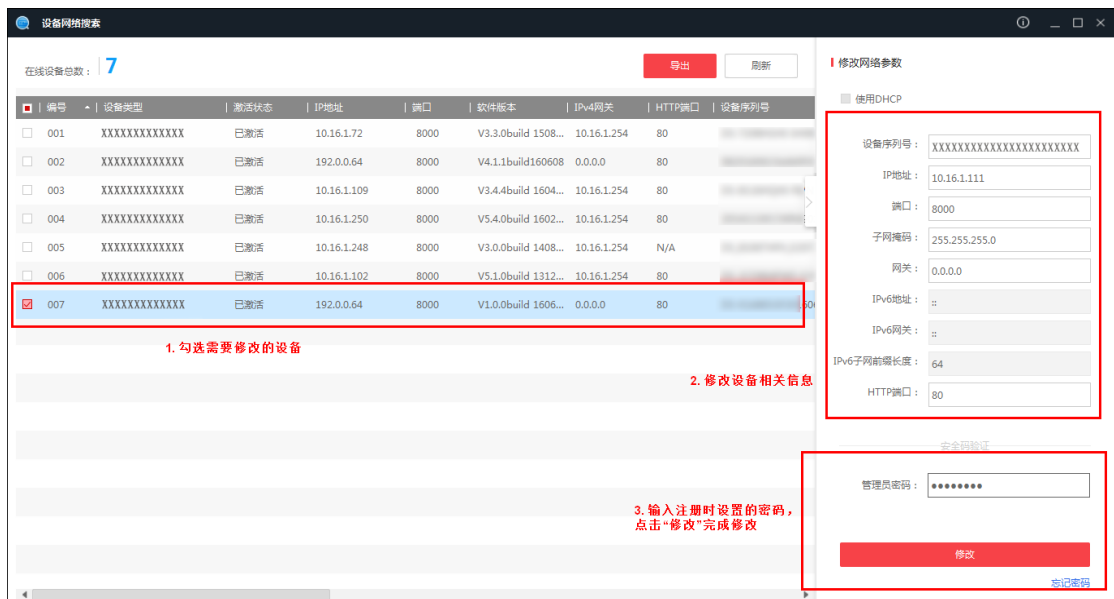 设备网络搜索
在线设备总数： 7
导出 刷新
编号 设备类型 激活状态 IP地址 端口 软件版本 IPv4网关 HTTP端口 设备序列号
001 XXXXXXXXXXXXX 已激活 10.16.1.72 8000 V3.3.0build 1508... 10.16.1.254 80
002 XXXXXXXXXXXXX 已激活 192.0.0.64 8000 V4.1.1build160608 0.0.0.0 80
003 XXXXXXXXXXXXX 已激活 10.16.1.109 8000 V3.4.4build 1604... 10.16.1.254 80
004 XXXXXXXXXXXXX 已激活 10.16.1.250 8000 V5.4.0build 1602... 10.16.1.254 80
005 XXXXXXXXXXXXX 已激活 10.16.1.248 8000 V3.0.0build 1408... 10.16.1.254 N/A
006 XXXXXXXXXXXXX 已激活 10.16.1.102 8000 V5.1.0build 1312... 10.16.1.254 80
007 XXXXXXXXXXXXX 已激活 192.0.0.64 8000 V1.0.0build 1606... 0.0.0.0 80
1. 勾选需要修改的设备
2. 修改设备相关信息
3. 输入注册时设置的密码，
点击“修改”完成修改
修改网络参数
使用DHCP
设备序列号： XXXXXXXXXXXXXXXXXXXXXXX
IP地址： 10.16.1.111
端口： 8000
子网掩码： 255.255.255.0
网关： 0.0.0.0
IPv6地址： ::
IPv6网关： ::
IPv6子网前缀长度： 64
HTTP端口： 80
安全码验证
管理员密码： ●●●●●●●●
修改
忘记密码